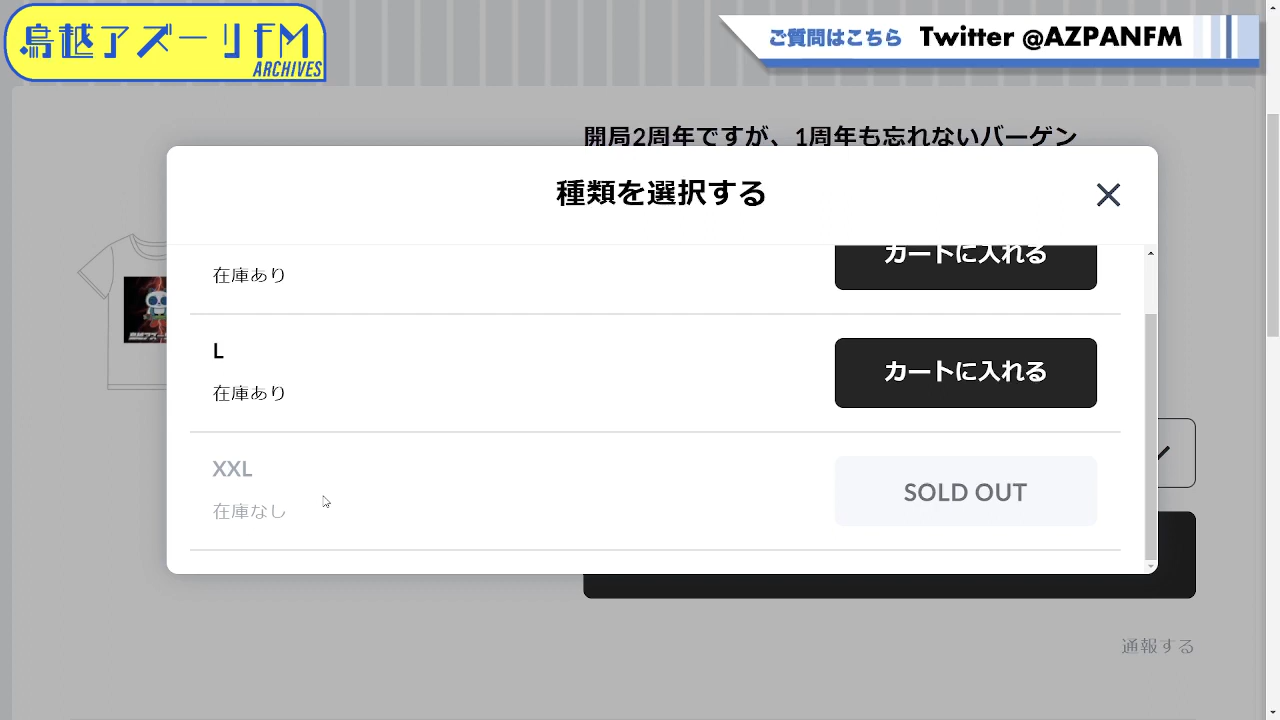 鳥越アズーリFM
ARCHIVES
ご質問はこちら Twitter @AZPANFM
開局2周年ですが、1周年も忘れないバーゲン
種類を選択する
カートに入れる
在庫あり
L
カートに入れる
在庫あり
XXL
SOLD OUT
在庫なし
通報する